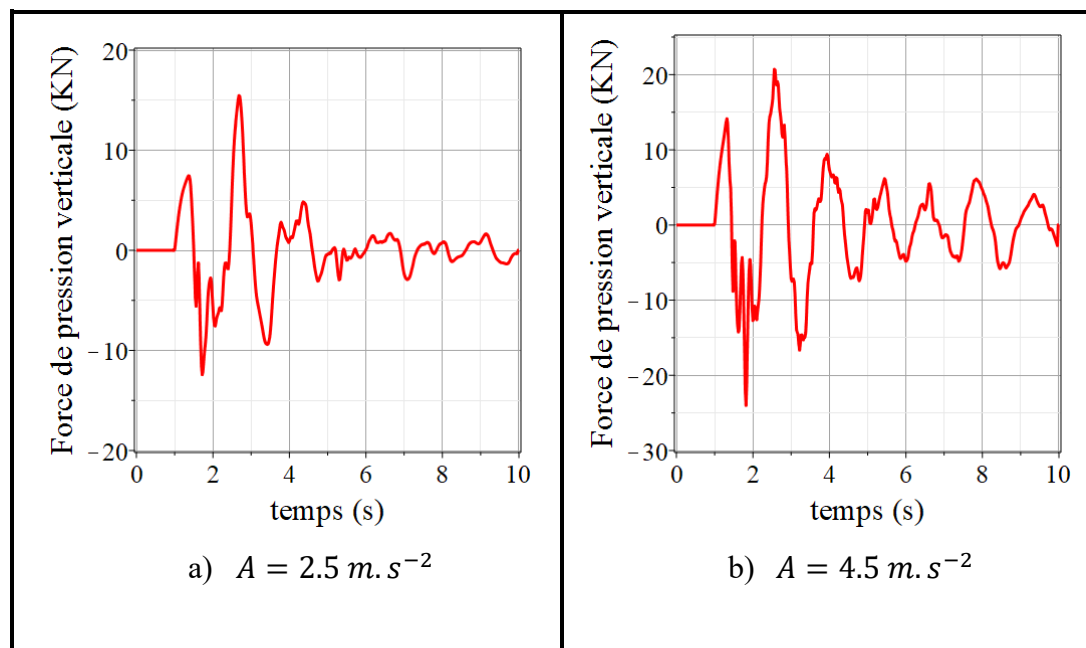 Force de pression verticale (KN)
20
10
0
−10
−20
0 2 4 6 8 10
temps (s)
a) A = 2.5 m.s⁻²
Force de pression verticale (KN)
20
10
0
−10
−20
−30
0 2 4 6 8 10
temps (s)
b) A = 4.5 m.s⁻²